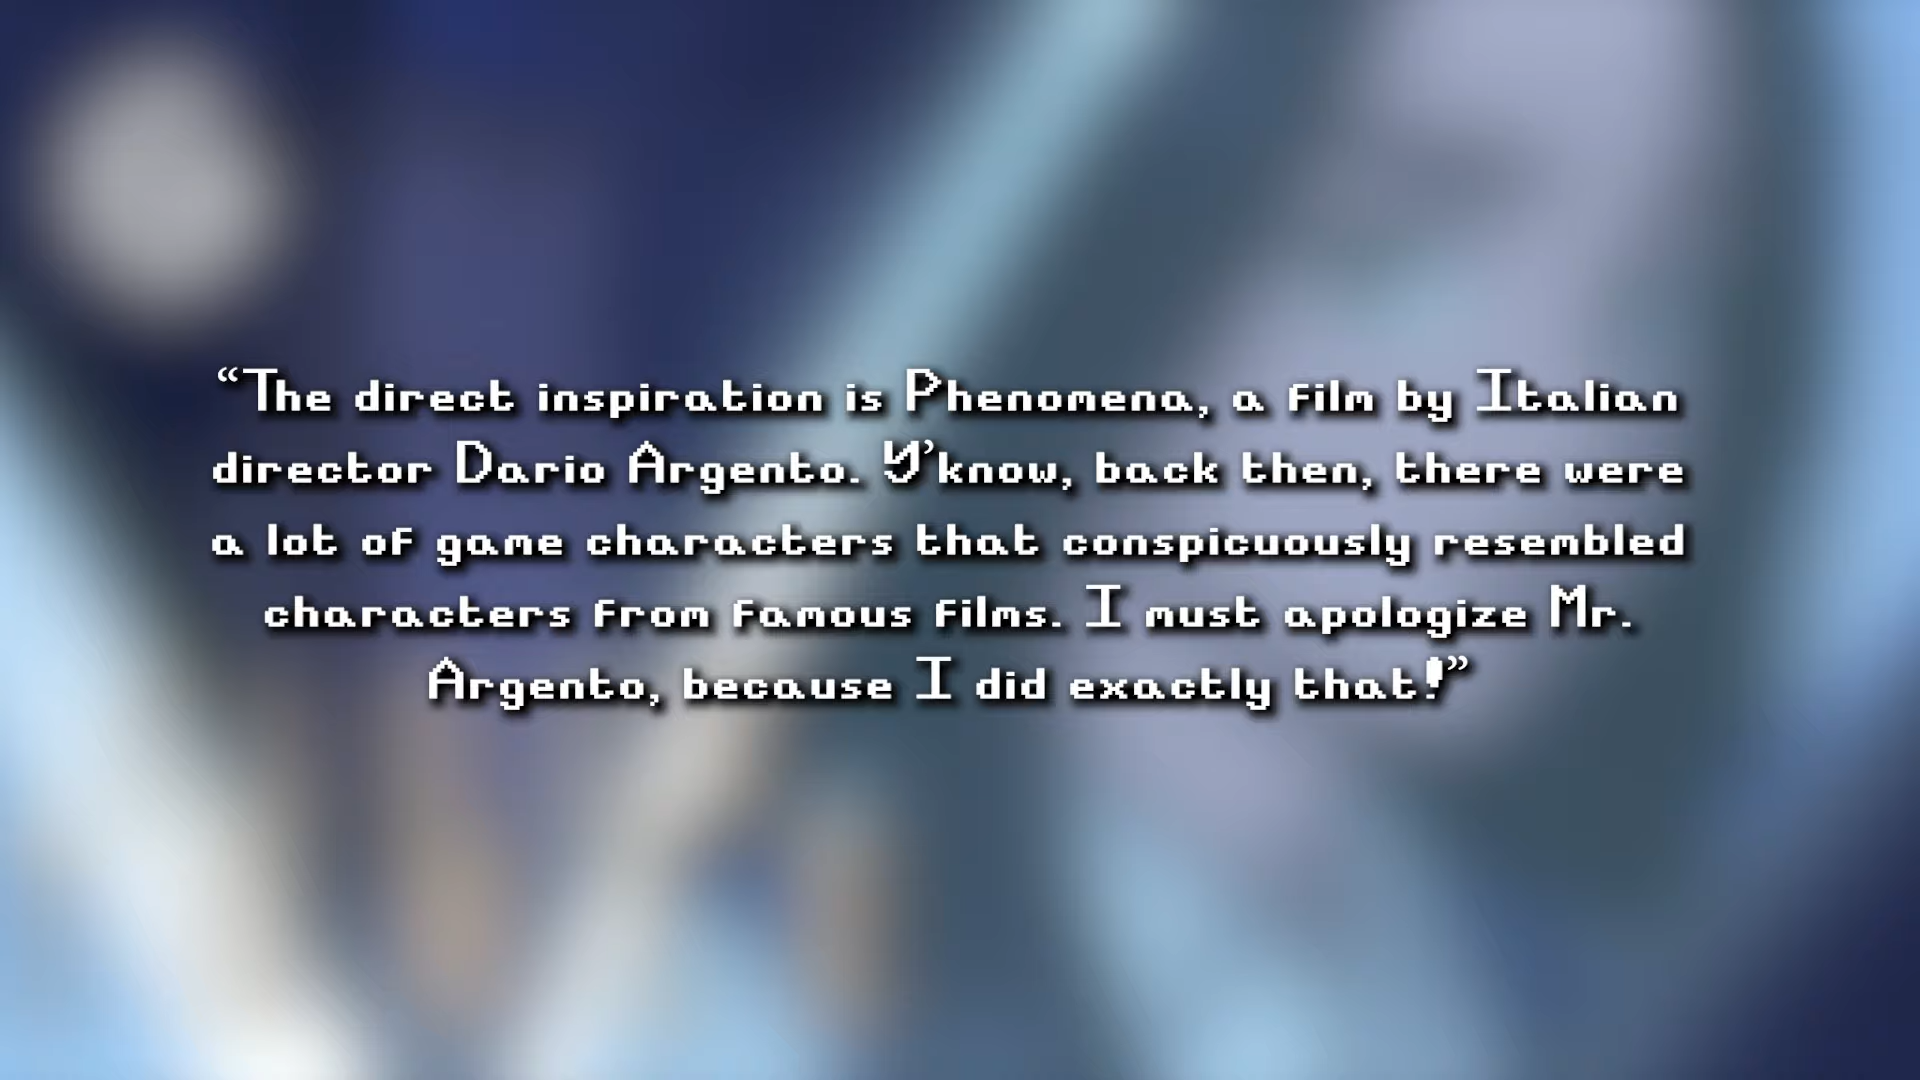 “The direct inspiration is Phenomena, a film by Italian
director Dario Argento. Y’know, back then, there were
a lot of game characters that conspicuously resembled
characters from famous films. I must apologize Mr.
Argento, because I did exactly that!”